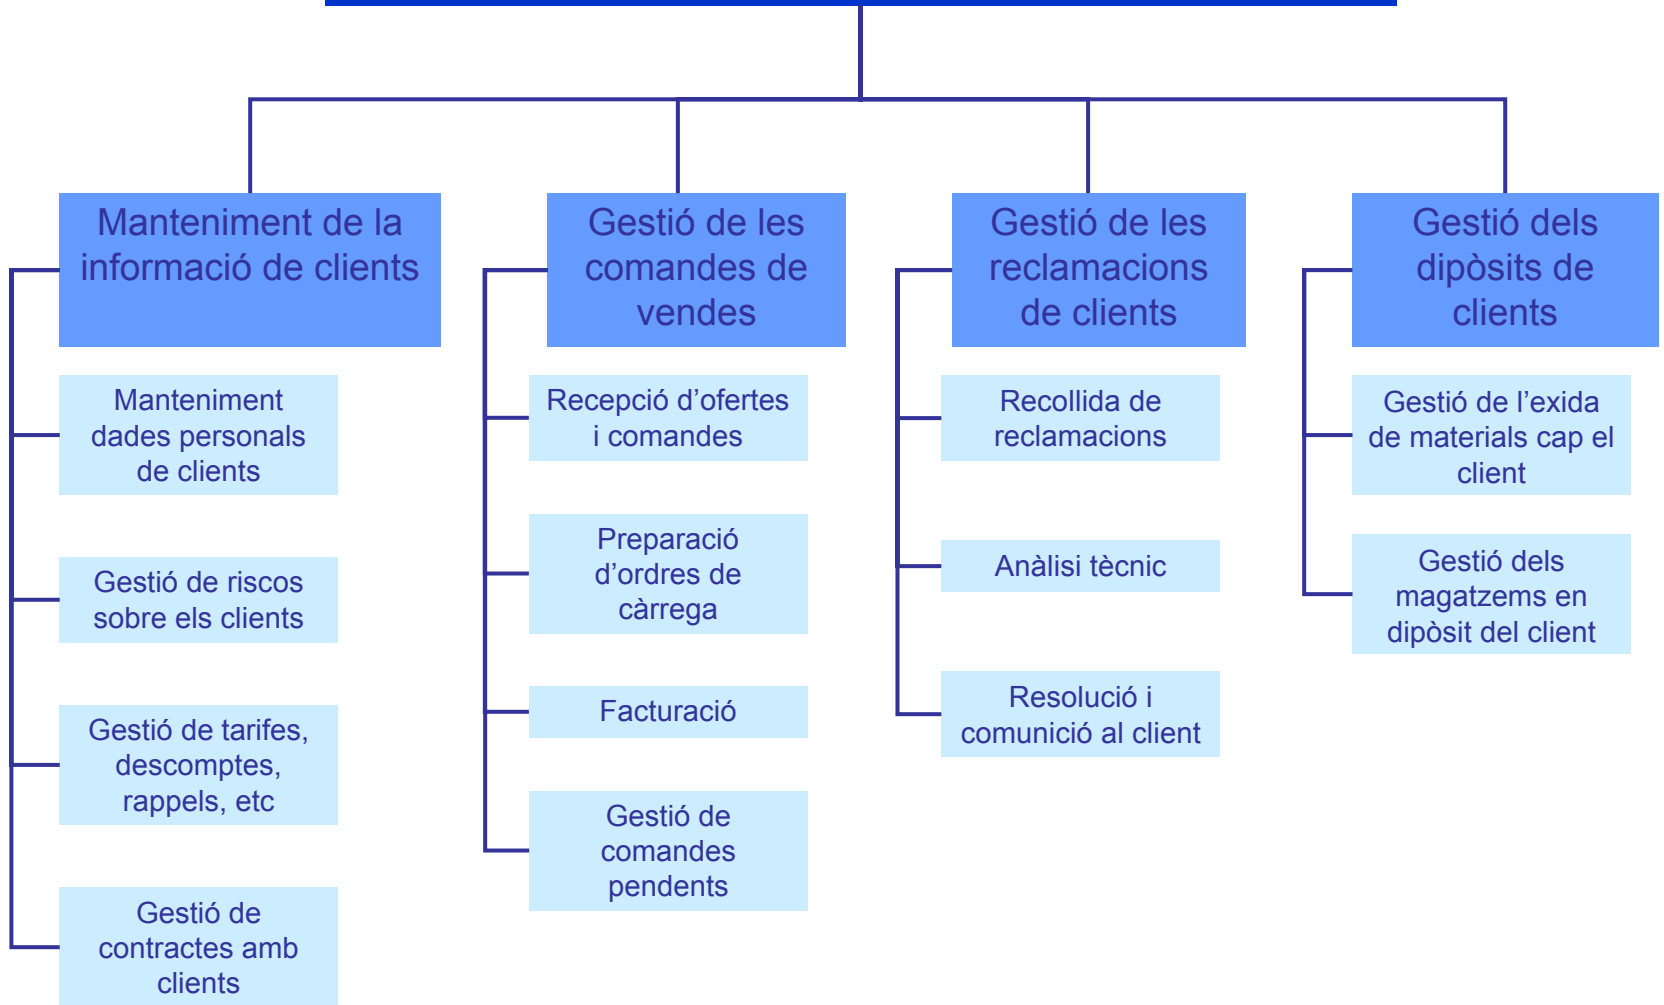 Manteniment de la
informació de clients
Manteniment
dades personals
de clients
Gestió de riscos
sobre els clients
Gestió de tarifes,
descomptes,
rappels, etc
Gestió de
contractes amb
clients
Gestió de les
comandes de
vendes
Recepció d’ofertes
i comandes
Preparació
d’ordres de
càrrega
Facturació
Gestió de
comandes
pendents
Gestió de les
reclamacions
de clients
Recollida de
reclamacions
Anàlisi tècnic
Resolució i
comunició al client
Gestió dels
dipòsits de
clients
Gestió de l’exida
de materials cap el
client
Gestió dels
magatzems en
dipòsit del client